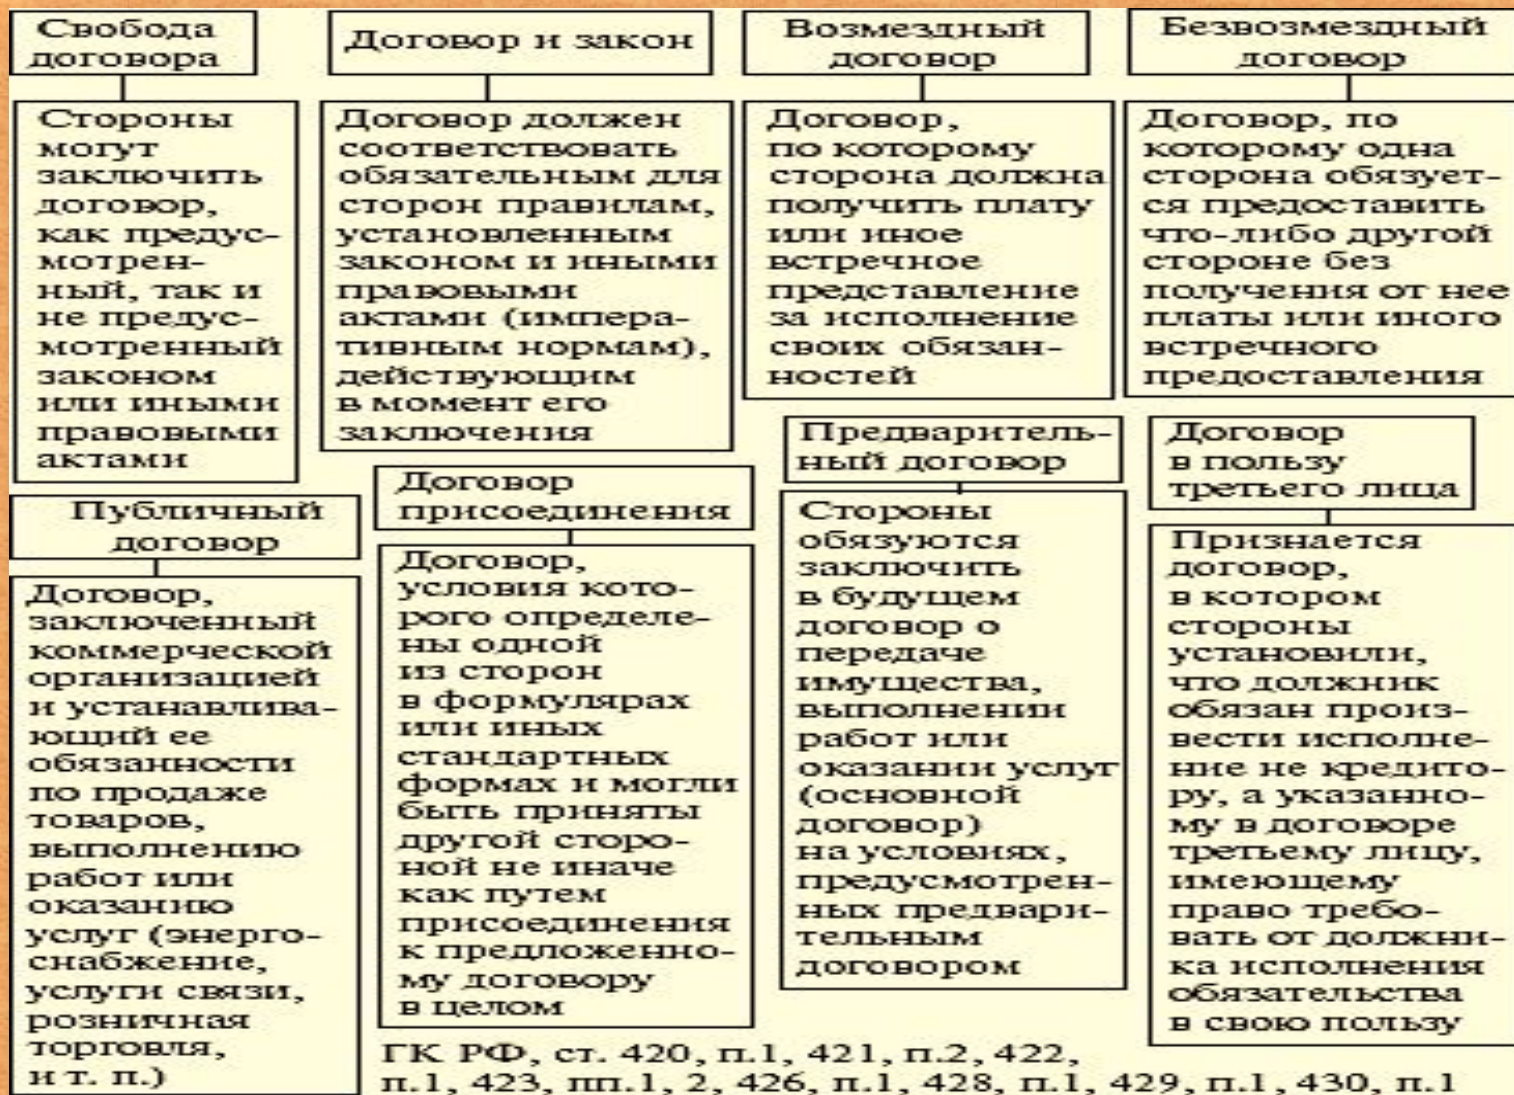 Свобода
договора
Стороны
могут
заключить
договор,
как предус-
мотрен-
ный, так и
не предус-
мотренный
законом
или иными
правовыми
актами
Договор и закон
Договор должен
соответствовать
обязательным для
сторон правилам,
установленным
законом и иными
правовыми
актами (импера-
тивным нормам),
действующим
в момент его
заключения
Возмездный
договор
Договор,
по которому
сторона должна
получить плату
или иное
встречное
представление
за исполнение
своих обязан-
ностей
Безвозмездный
договор
Договор, по
которому одна
сторона обязует-
ся предоставить
что-либо другой
стороне без
получения от нее
платы или иного
встречного
предоставления
Публичный
договор
Договор,
заключенный
коммерческой
организацией
и устанавлива-
ющий ее
обязанности
по продаже
товаров,
выполнению
работ или
оказанию
услуг (энерго-
снабжение,
услуги связи,
розничная
торговля,
и т. п.)
Договор
присоединения
Договор,
условия кото-
рого определе-
ны одной
из сторон
в формулярах
или иных
стандартных
формах и могли
быть приняты
другой сторо-
ной не иначе
как путем
присоединения
к предложенно-
му договору
в целом
Предваритель-
ный договор
Стороны
обязуются
заключить
в будущем
договор о
передаче
имущества,
выполнении
работ или
оказании услуг
(основной
договор)
на условиях,
предусмотрен-
ных предвари-
тельным
договором
Договор
в пользу
третьего лица
Признается
договор,
в котором
стороны
установили,
что должник
обязан произ-
вести исполне-
ние не кредито-
ру, а указанно-
му в договоре
третьему лицу,
имеющему
право требо-
вать от должни-
ка исполнения
обязательства
в свою пользу
ГК РФ, ст. 420, п.1, 421, п.2, 422,
п.1, 423, пп.1, 2, 426, п.1, 428, п.1, 429, п.1, 430, п.1